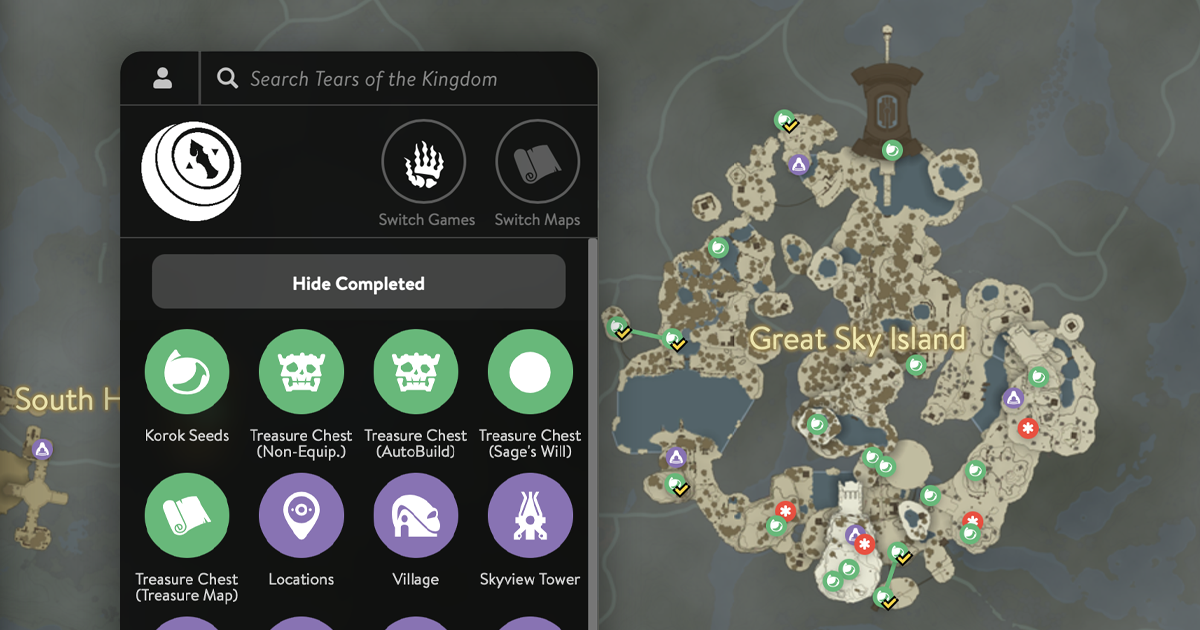 Search Tears of the Kingdom
Switch Games
Switch Maps
Hide Completed
Korok Seeds
Treasure Chest
(Non-Equip.)
Treasure Chest
(AutoBuild)
Treasure Chest
(Sage's Will)
Treasure Chest
(Treasure Map)
Locations
Village
Skyview Tower
South H
Great Sky Island